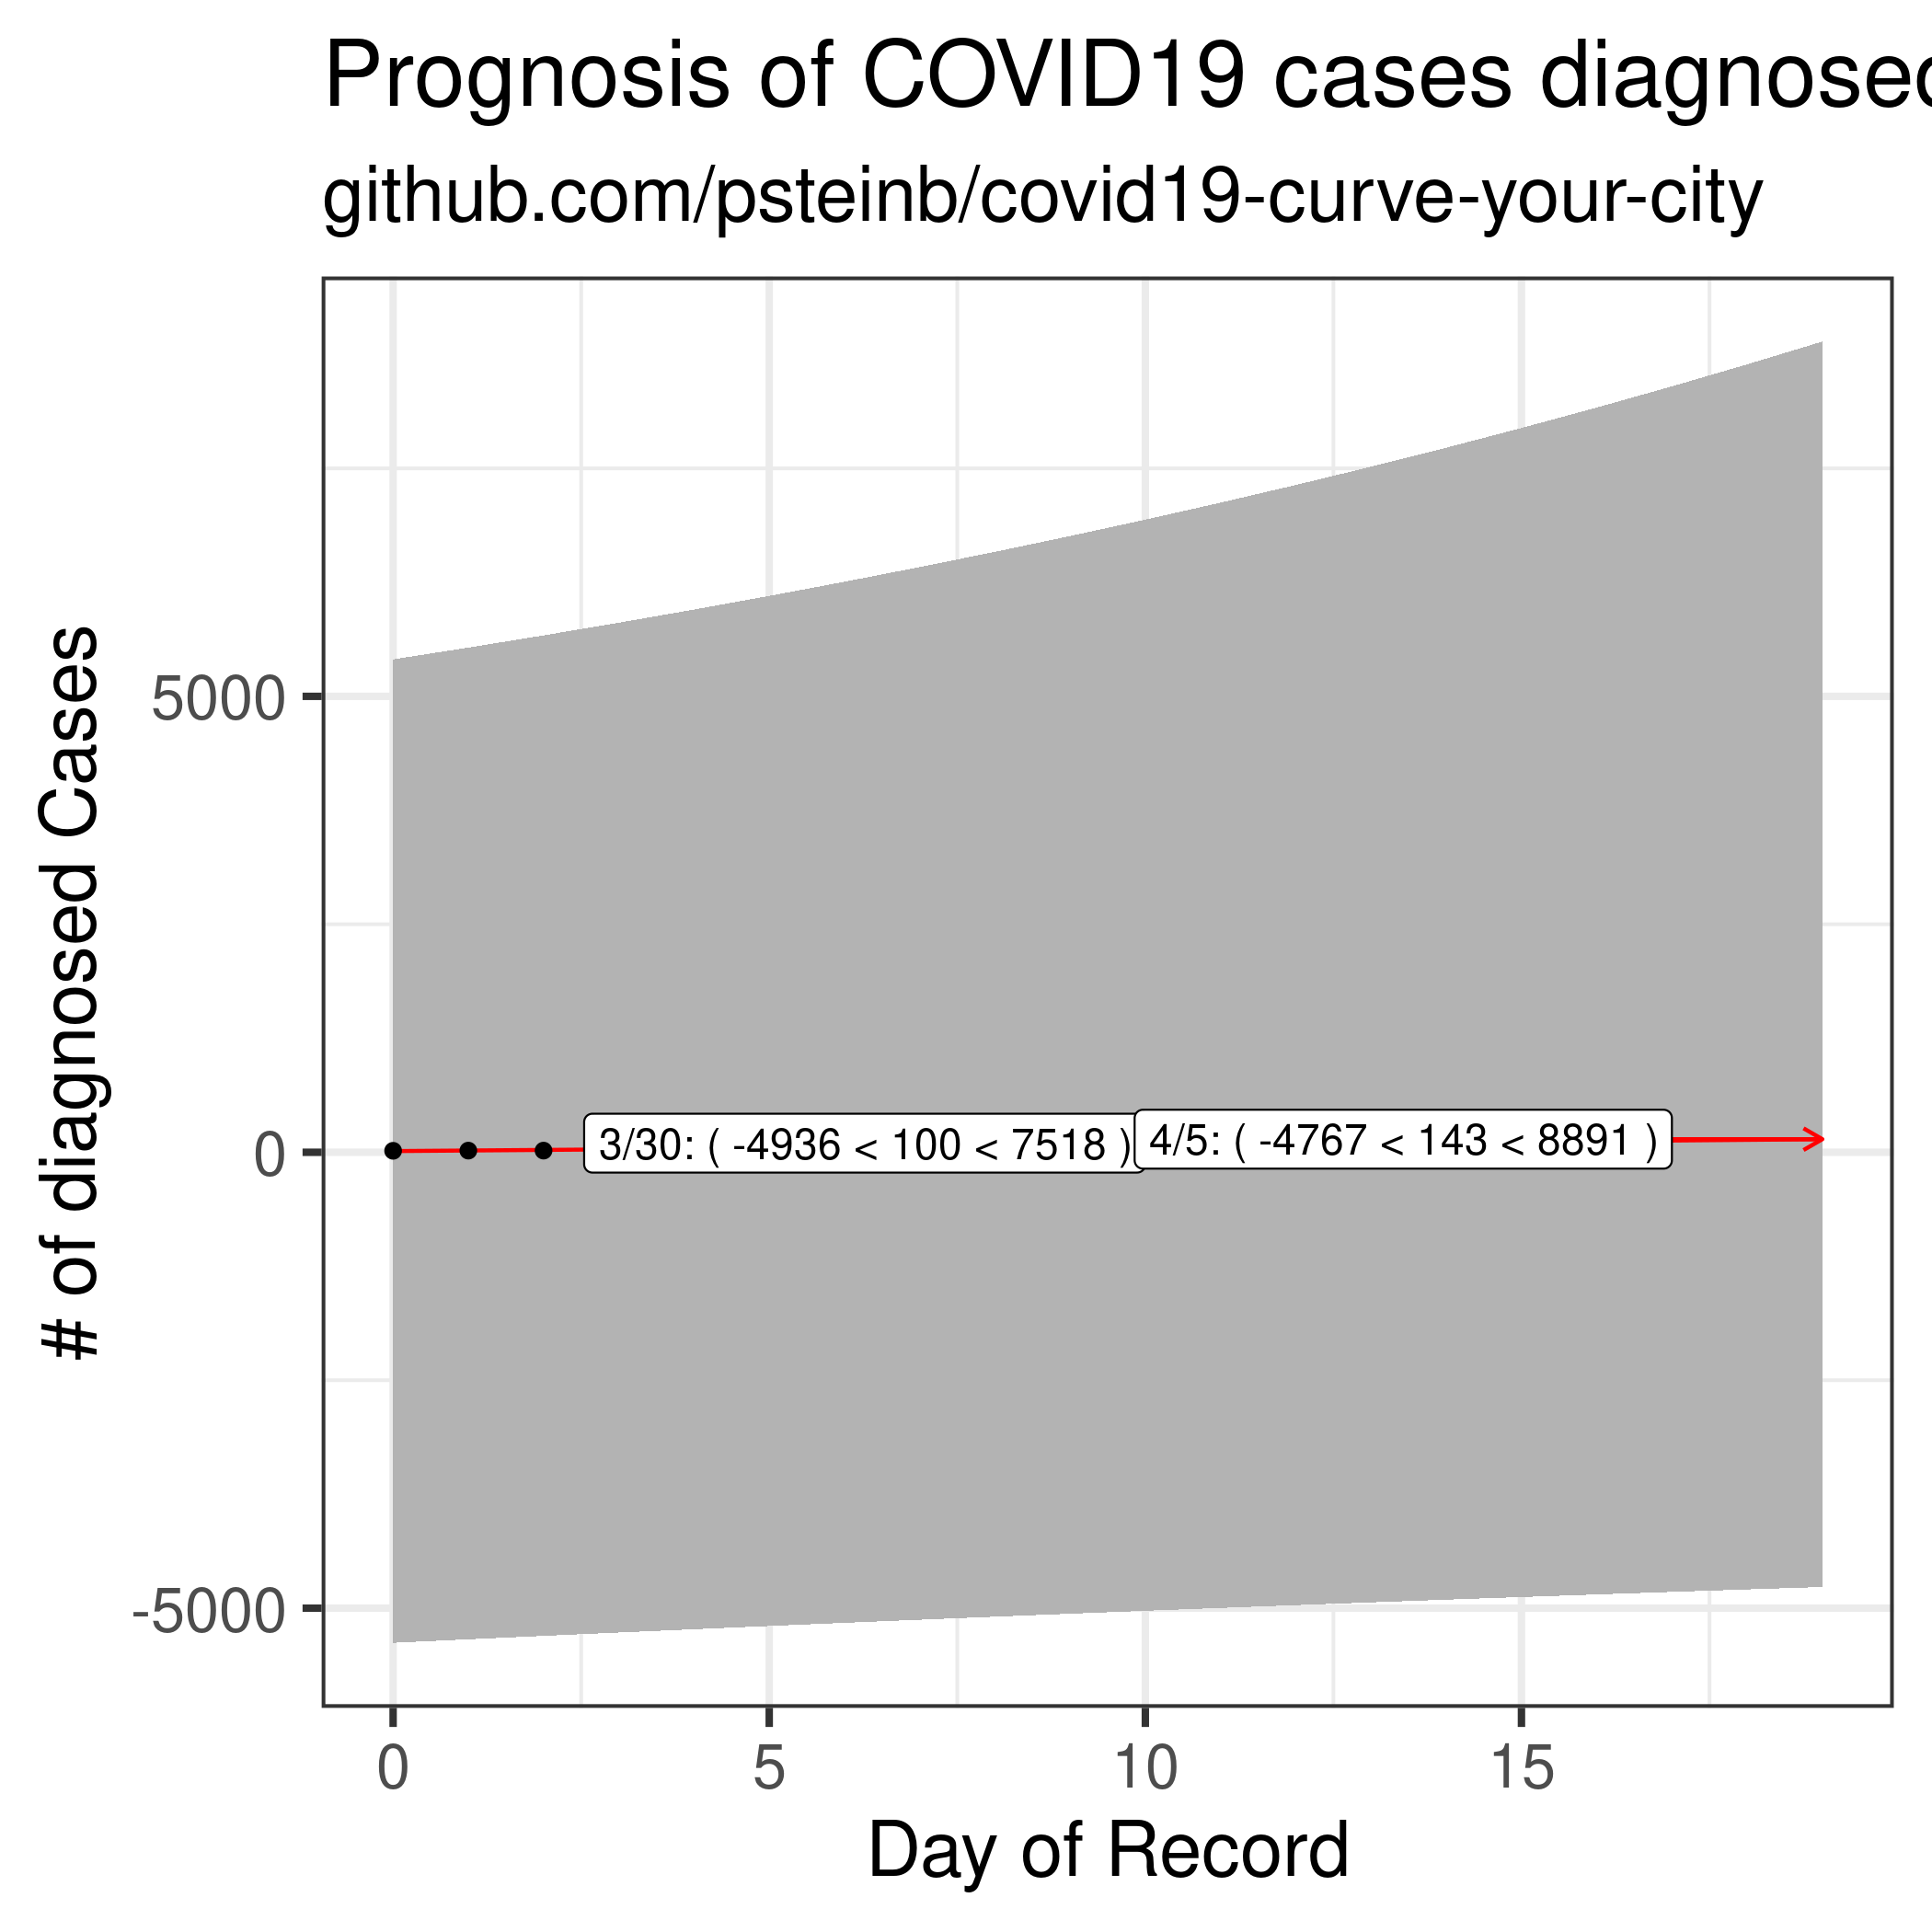 Prognosis of COVID19 cases diagnosed
github.com/psteinb/covid19-curve-your-city
# of diagnosed Cases
5000
0
-5000
3/30: ( -4936 < 100 < 7518 )
4/5: ( -4767 < 143 < 8891 )
0 5 10 15
Day of Record